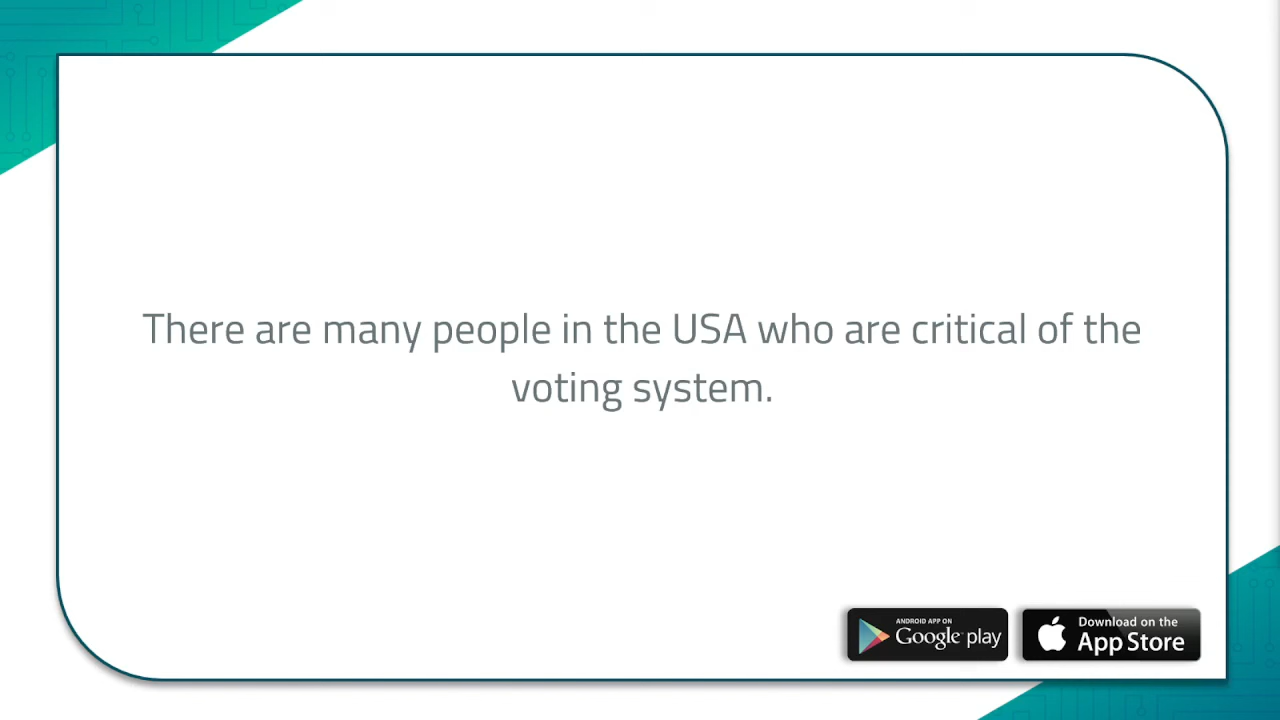 There are many people in the USA who are critical of the
voting system.
ANDROID APP ON
Google play
Download on the
App Store